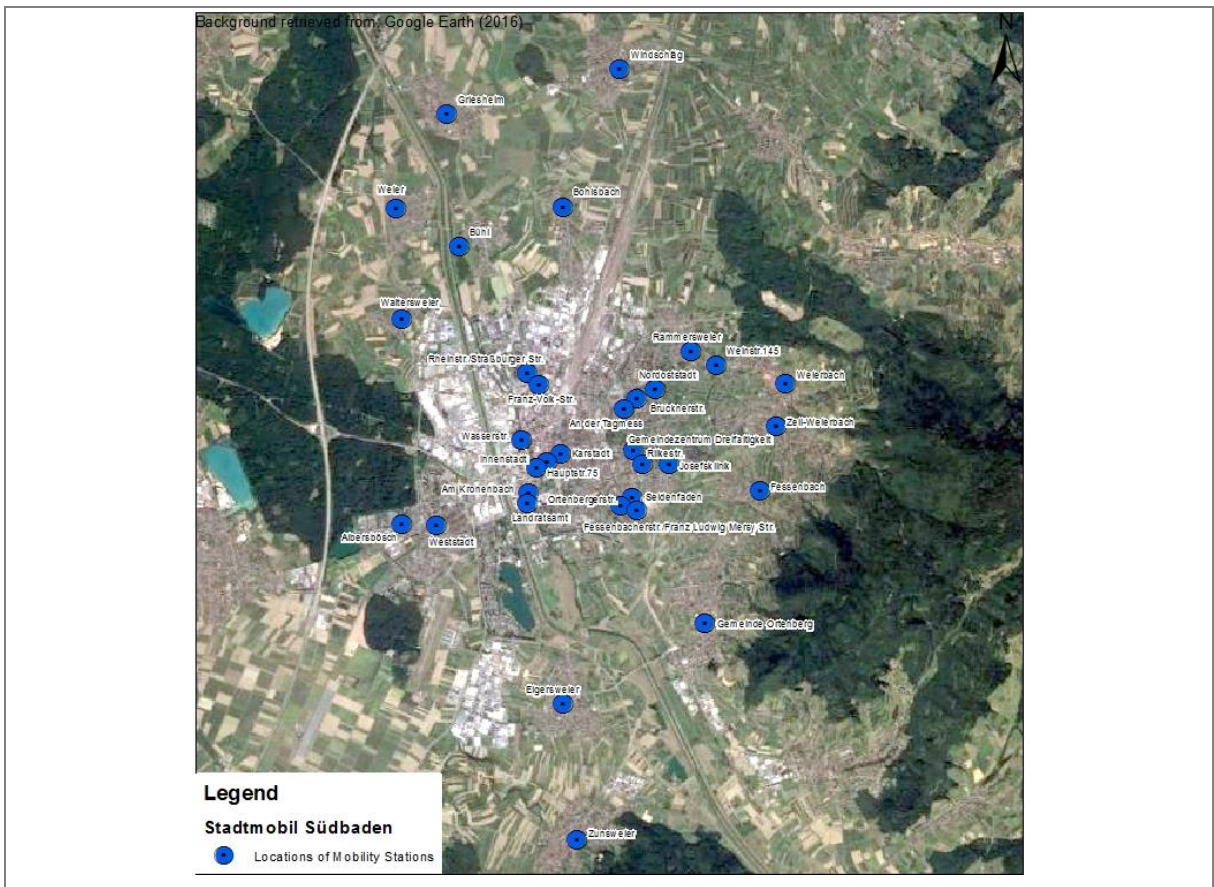 Background retrieved from: Google Earth (2016)
N
Windschläg
Griesheim
Weier
Bohlsbach
Bühl
Waltersweier
Rammersweier
Weinstr.145
Rheinstr./Straßburger Str.
Nordoststadt
Weierbach
Franz-Volk-Str.
Brucknerstr.
An der Tagmess
Zell-Weierbach
Wasserstr.
Gemeindezentrum Dreifaltigkeit
Innenstadt
Karstadt
Rilkestr.
Josefsklinik
Hauptstr.75
Am Kronenbach
Ortenbergerstr.
Seidenfaden
Fessenbach
Landratsamt
Fessenbacherstr./Franz Ludwig Mersy Str.
Albersbösch
Weststadt
Gemeinde Ortenberg
Elgersweier
Zunsweier
Legend
Stadtmobil Südbaden
Locations of Mobility Stations